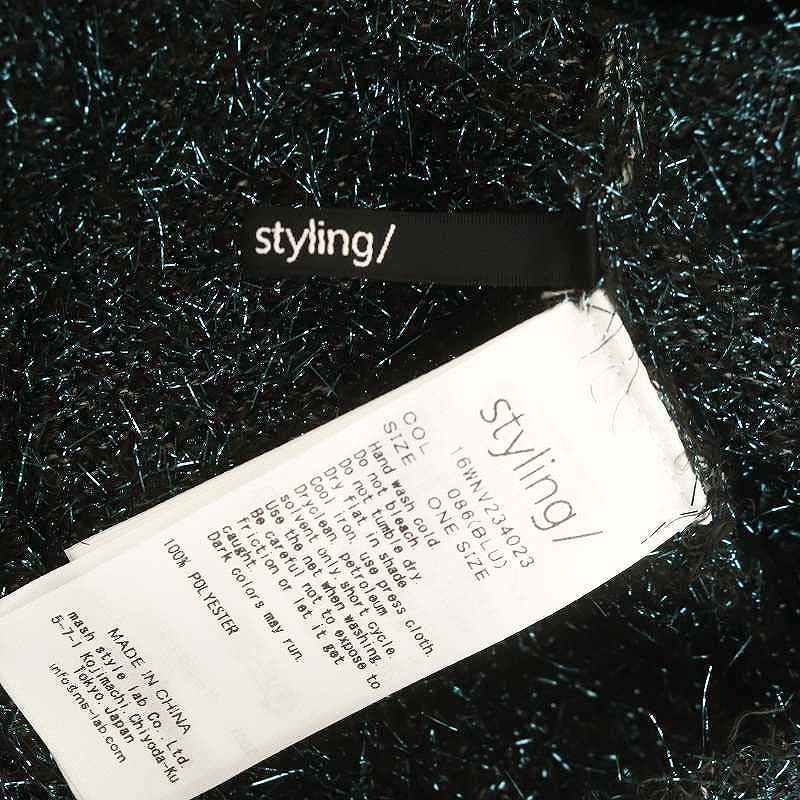 styling/
styling/
16WNV234023
COL 086(BLU)
SIZE ONE SIZE
Hand wash cold
Do not bleach
Do not tumble dry.
Dry flat in shade
Cool iron. use press cloth.
Dryclean, petroleum
solvent only,short cycle.
Use the net when washing.
Be careful not to expose to
friction or let it get
caught.
Dark colors may run.
100% POLYESTER
MADE IN CHINA
mash style lab Co.,Ltd.
5-7-1 Kojimachi,Chiyoda-Ku
Tokyo,Japan
info@ms-lab.com